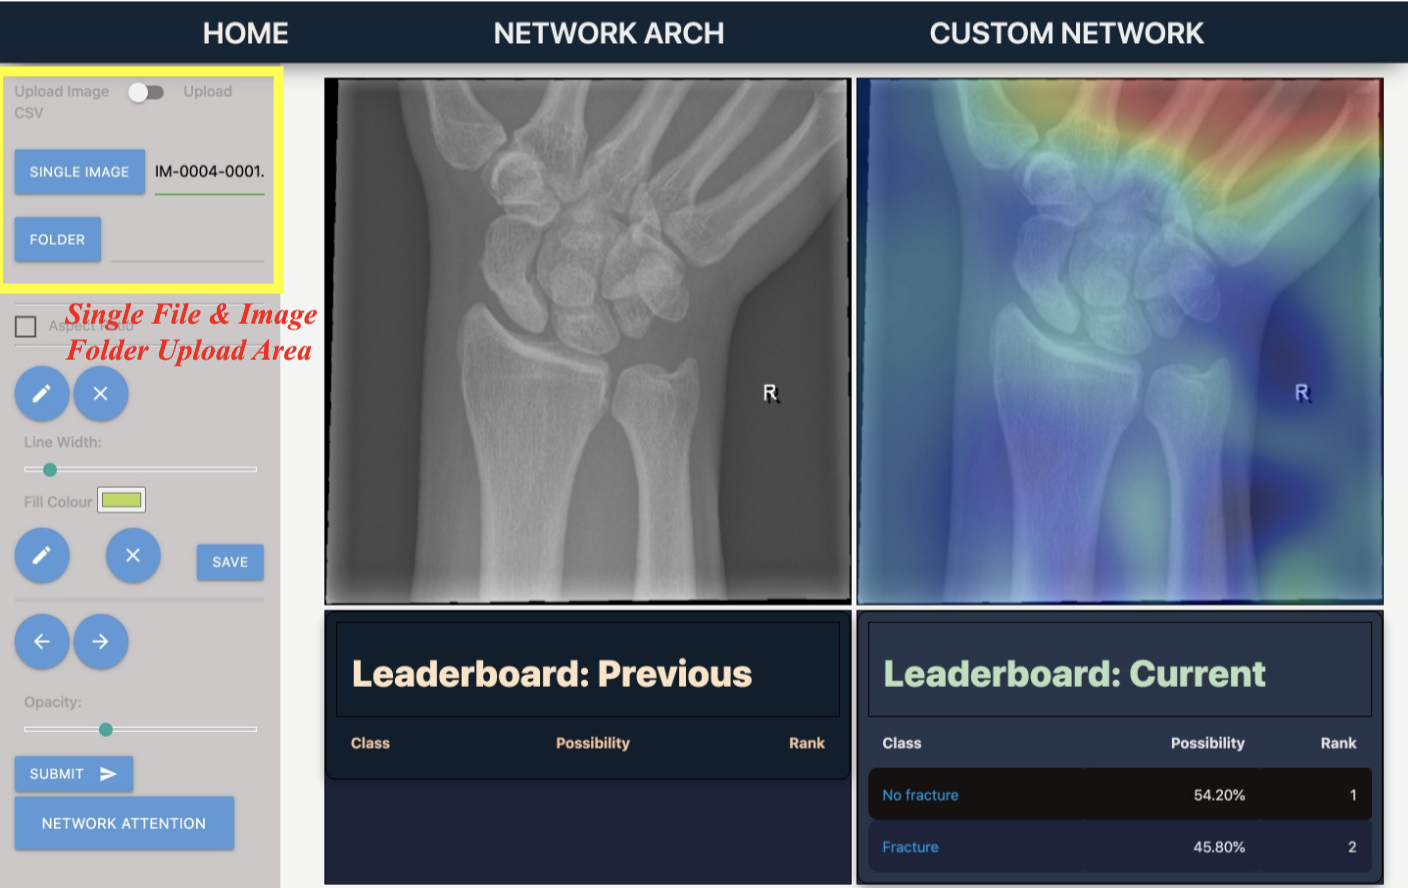 HOME NETWORK ARCH CUSTOM NETWORK
Upload Image Upload
CSV
SINGLE IMAGE IM-0004-0001.
FOLDER
Single File & Image
Aspect Ratio
Folder Upload Area
Line Width:
Fill Colour
SAVE
Opacity:
SUBMIT
NETWORK ATTENTION
R
R
Leaderboard: Previous
Class Possibility Rank
Leaderboard: Current
Class Possibility Rank
No fracture 54.20% 1
Fracture 45.80% 2